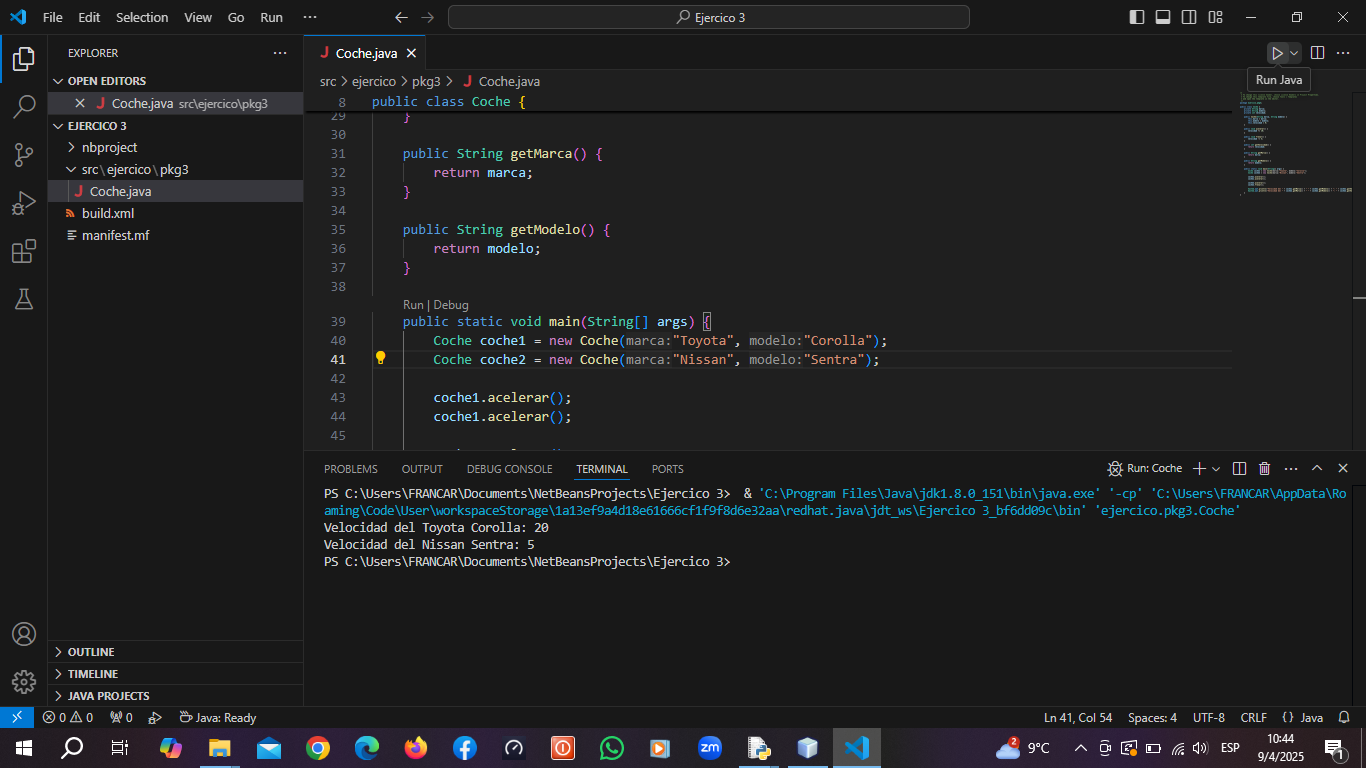 File Edit Selection View Go Run ··· Ejercico 3
EXPLORER ···
OPEN EDITORS
Coche.java src\ejercico\pkg3
EJERCICO 3
nbproject
src\ejercico\pkg3
Coche.java
build.xml
manifest.mf
OUTLINE
TIMELINE
JAVA PROJECTS
Coche.java
Run Java
src > ejercico > pkg3 > Coche.java
8 public class Coche {
29 }
30
31 public String getMarca() {
32 return marca;
33 }
34
35 public String getModelo() {
36 return modelo;
37 }
38
Run | Debug
39 public static void main(String[] args) {
40 Coche coche1 = new Coche(marca:"Toyota", modelo:"Corolla");
41 Coche coche2 = new Coche(marca:"Nissan", modelo:"Sentra");
42
43 coche1.acelerar();
44 coche1.acelerar();
45
PROBLEMS OUTPUT DEBUG CONSOLE TERMINAL PORTS Run: Coche
PS C:\Users\FRANCAR\Documents\NetBeansProjects\Ejercico 3> & 'C:\Program Files\Java\jdk1.8.0_151\bin\java.exe' '-cp' 'C:\Users\FRANCAR\AppData\Ro
aming\Code\User\workspaceStorage\1a13ef9a4d18e61666cf1f9f8d6e32aa\redhat.java\jdt_ws\Ejercico 3_bf6dd09c\bin' 'ejercico.pkg3.Coche'
Velocidad del Toyota Corolla: 20
Velocidad del Nissan Sentra: 5
PS C:\Users\FRANCAR\Documents\NetBeansProjects\Ejercico 3>
0 0 0 Java: Ready Ln 41, Col 54 Spaces: 4 UTF-8 CRLF {} Java
zm 2 9°C ESP 10:44
9/4/2025 1